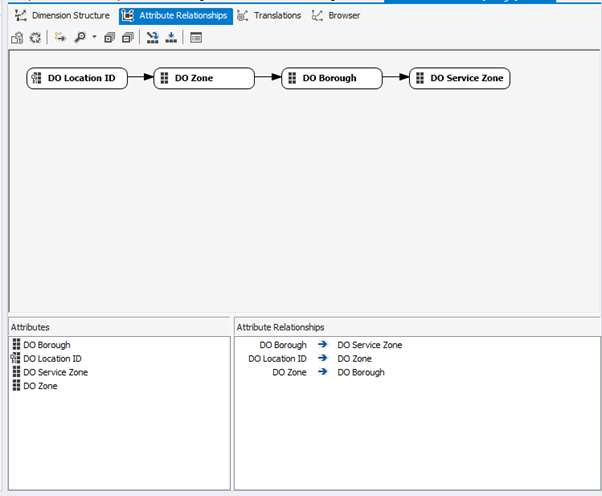 Dimension Structure Attribute Relationships Translations Browser
DO Location ID DO Zone DO Borough DO Service Zone
Attributes
DO Borough
DO Location ID
DO Service Zone
DO Zone
Attribute Relationships
DO Borough DO Service Zone
DO Location ID DO Zone
DO Zone DO Borough